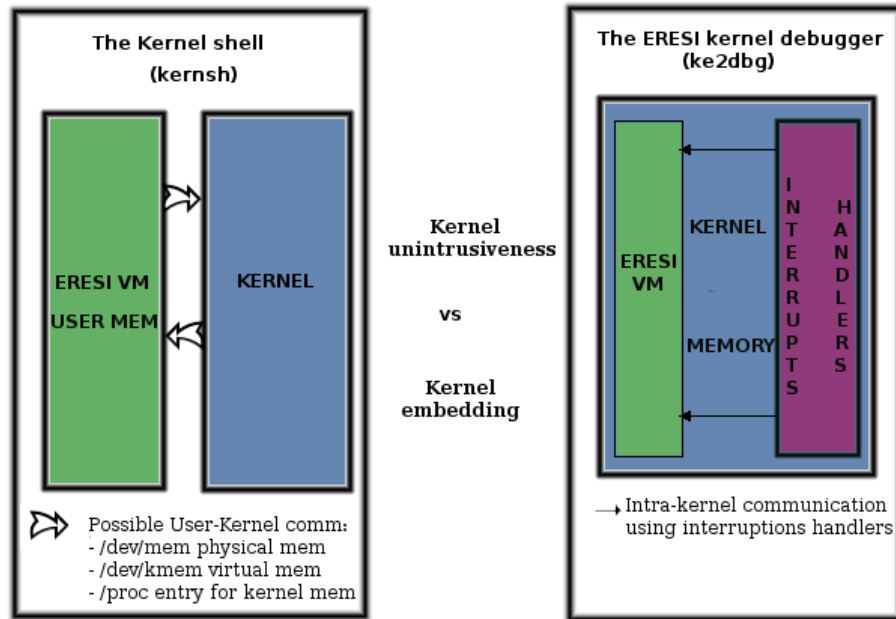 The Kernel shell
(kernsh)
ERESI VM
USER MEM
KERNEL
Possible User-Kernel comm:
- /dev/mem physical mem
- /dev/kmem virtual mem
- /proc entry for kernel mem
Kernel
unintrusiveness
vs
Kernel
embedding
The ERESI kernel debugger
(ke2dbg)
ERESI
VM
KERNEL
MEMORY
INTERRUPTS
HANDLERS
Intra-kernel communication
using interruptions handlers